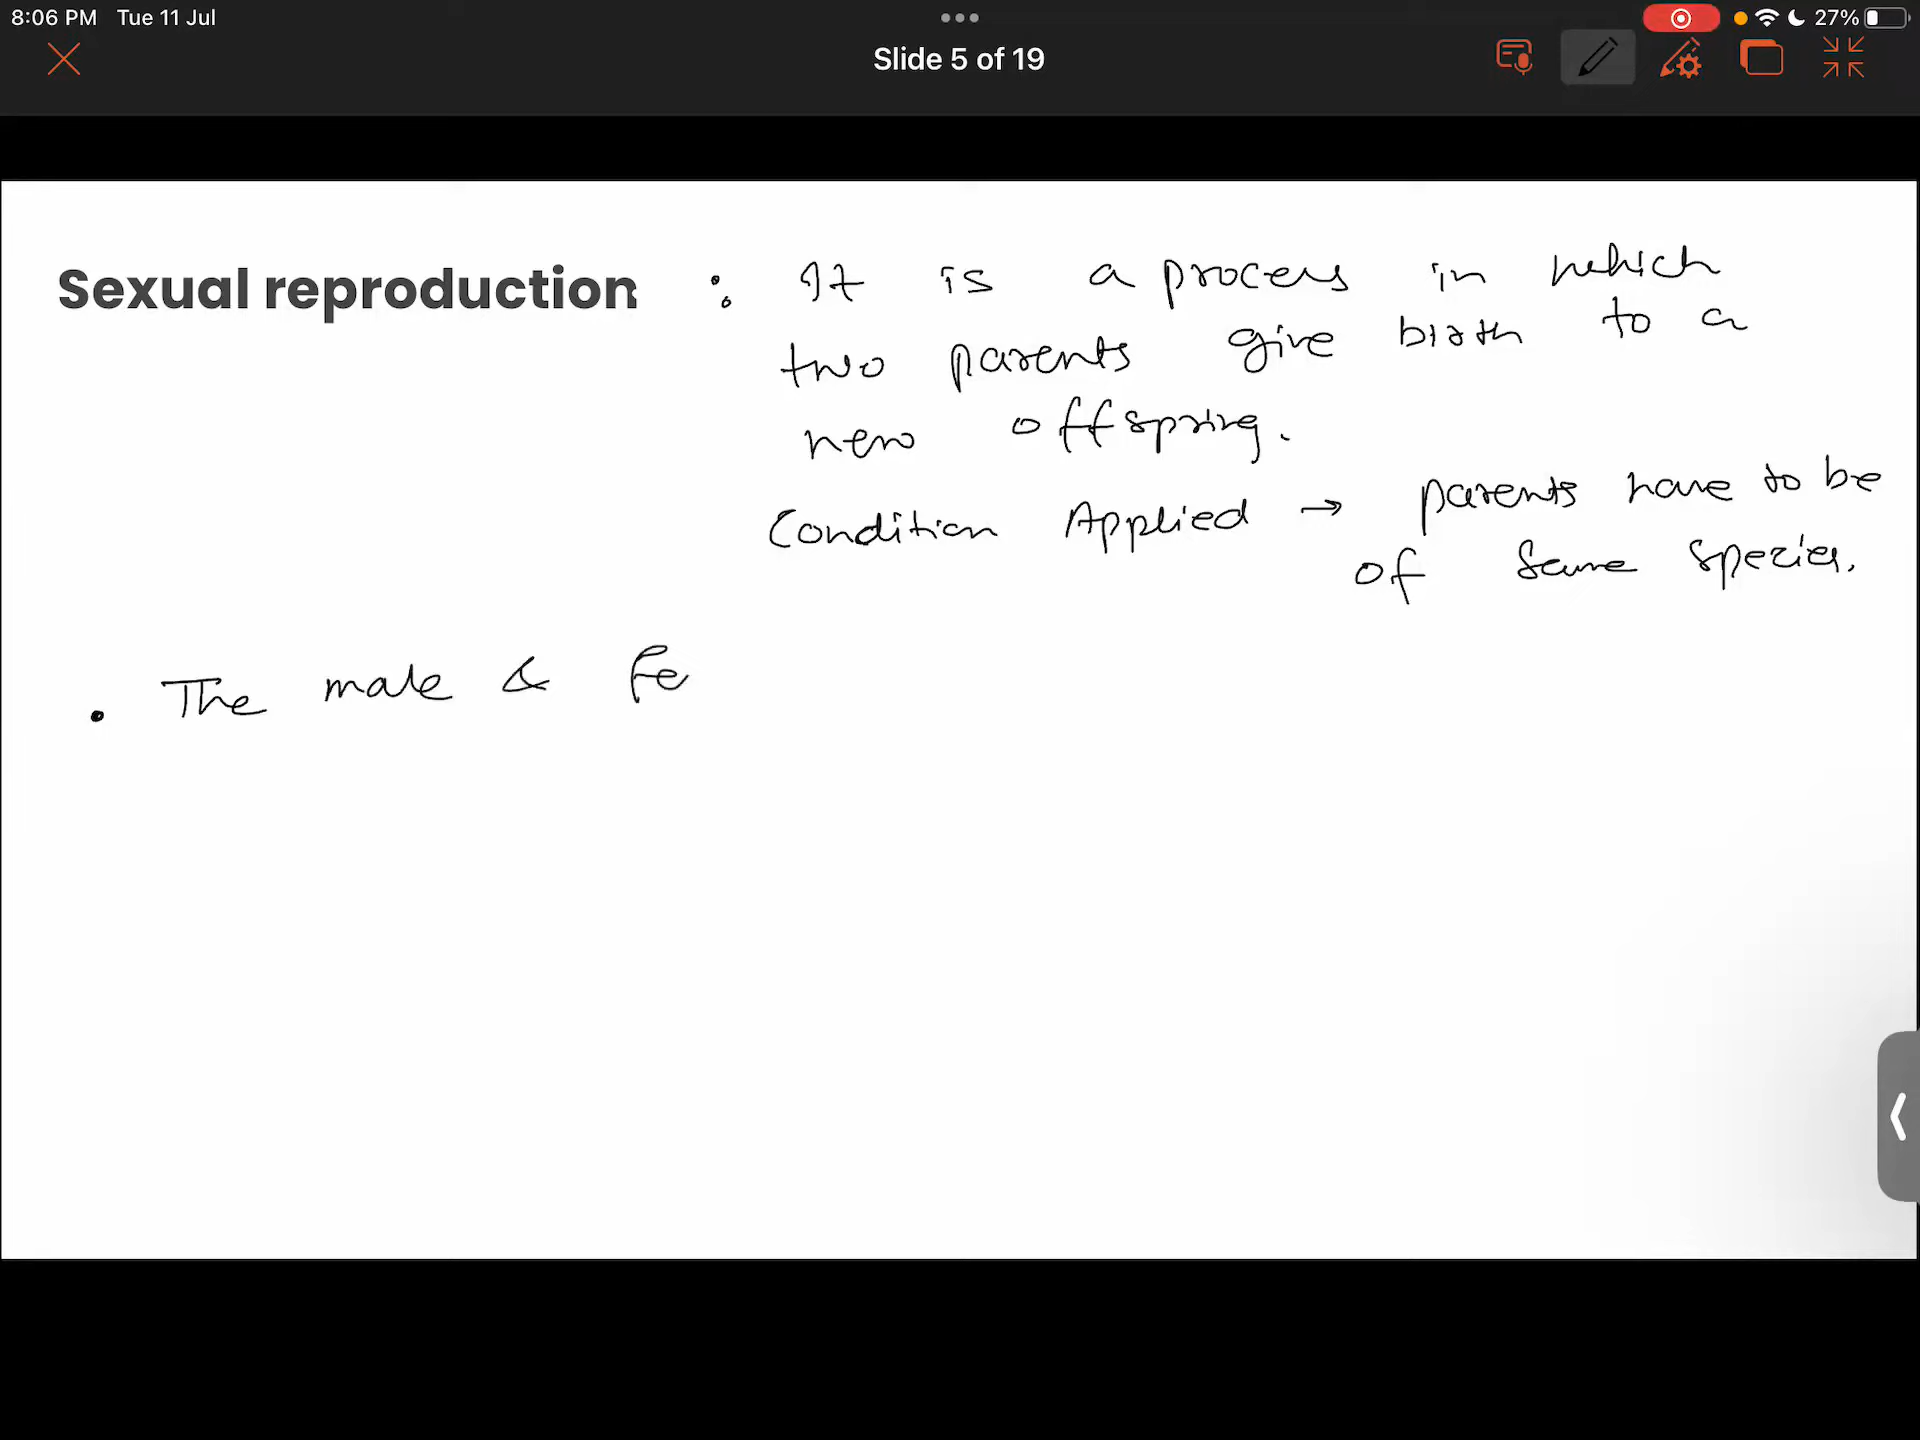 8:06 PM Tue 11 Jul
27%
Slide 5 of 19
Sexual reproduction : It is a process in which
two parents give birth to a
new offspring.
Condition Applied → parents have to be
of same species.
• The male & fe